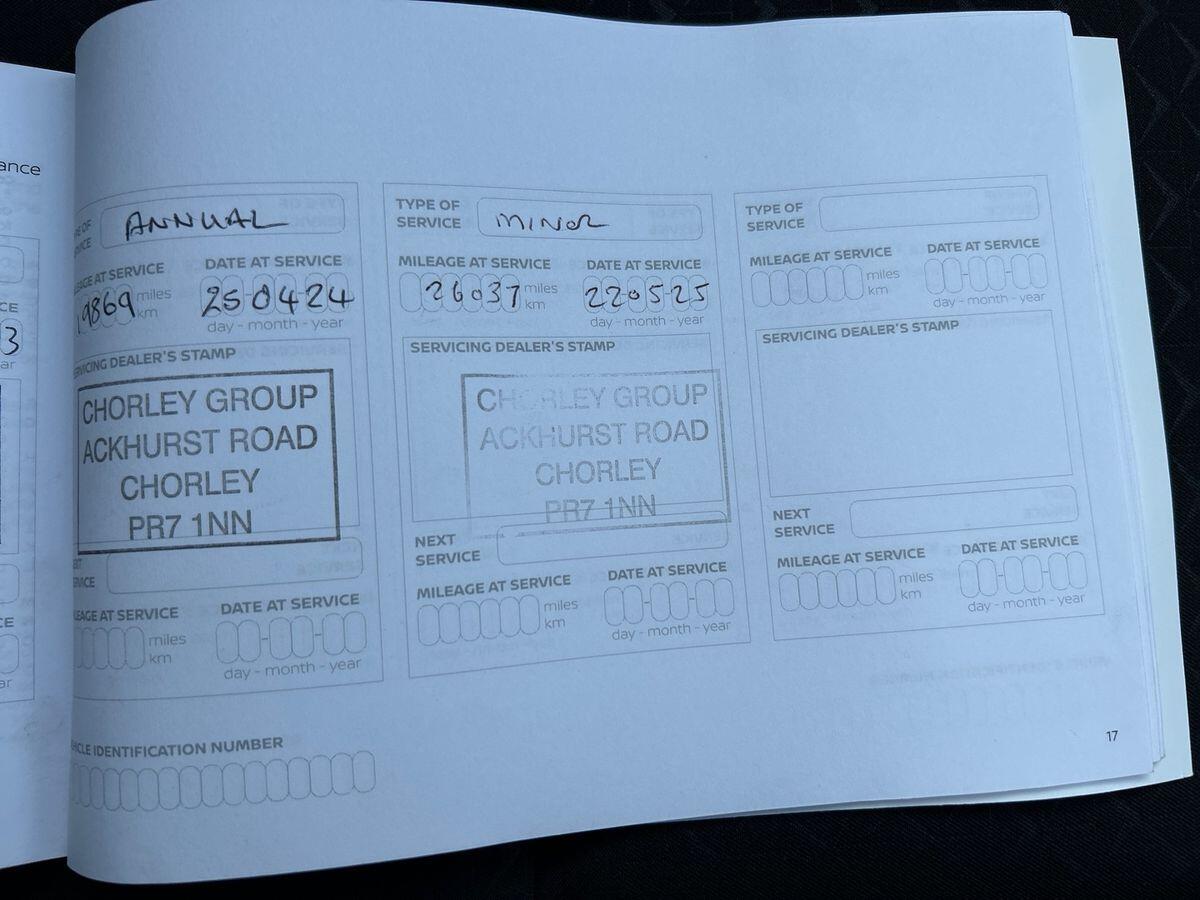 ance
CE
3
ar
CE
ar
ANNUAL
SERVICE
MILEAGE AT SERVICE
DATE AT SERVICE
9869 miles
km
25-04-24
day - month - year
SERVICING DEALER'S STAMP
CHORLEY GROUP
ACKHURST ROAD
CHORLEY
PR7 1NN
SERVICE
MILEAGE AT SERVICE
DATE AT SERVICE
miles
km
day - month - year
VEHICLE IDENTIFICATION NUMBER
TYPE OF
SERVICE
MINOR
MILEAGE AT SERVICE
DATE AT SERVICE
26037 miles
km
22-05-25
day - month - year
SERVICING DEALER'S STAMP
CHORLEY GROUP
ACKHURST ROAD
CHORLEY
PR7 1NN
NEXT
SERVICE
MILEAGE AT SERVICE
DATE AT SERVICE
miles
km
day - month - year
TYPE OF
SERVICE
MILEAGE AT SERVICE
DATE AT SERVICE
miles
km
day - month - year
SERVICING DEALER'S STAMP
NEXT
SERVICE
MILEAGE AT SERVICE
DATE AT SERVICE
miles
km
day - month - year
17